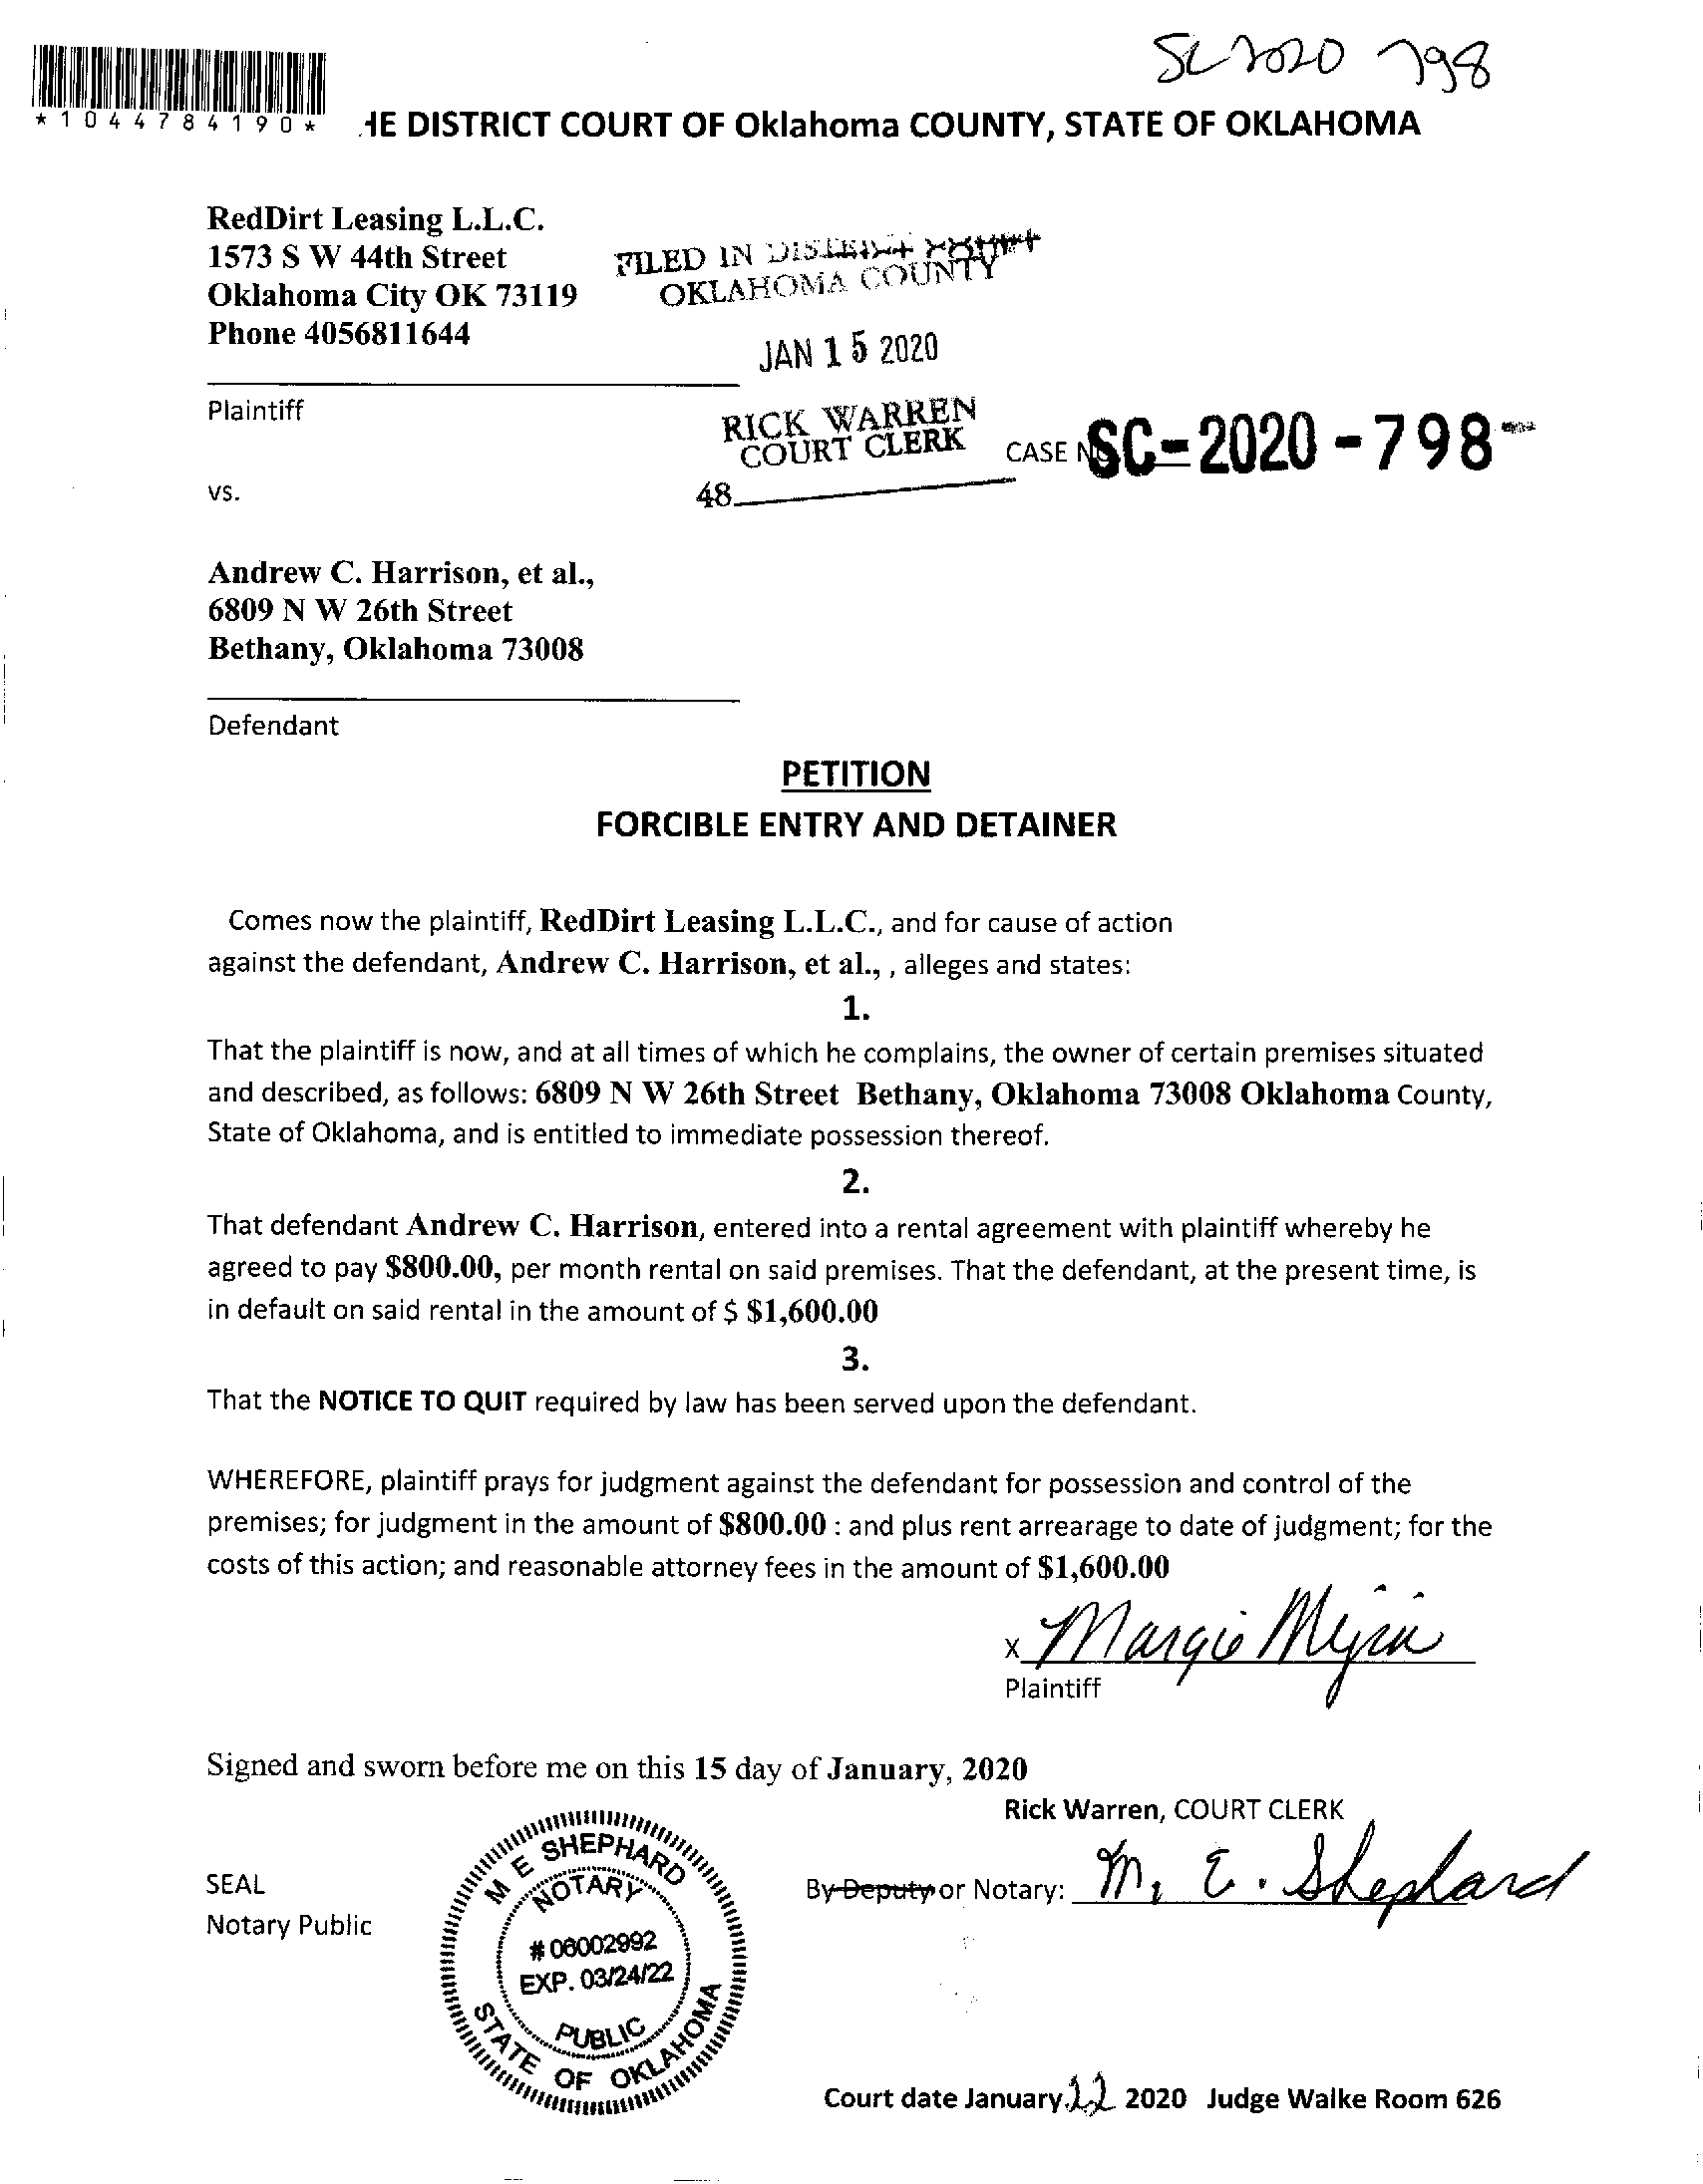 SC 2020 798
*1044784190*
HE DISTRICT COURT OF Oklahoma COUNTY, STATE OF OKLAHOMA
RedDirt Leasing L.L.C.
1573 S W 44th Street
Oklahoma City OK 73119
Phone 4056811644
FILED IN DISTRICT COURT
OKLAHOMA COUNTY
JAN 15 2020
Plaintiff
RICK WARREN
COURT CLERK
CASE NO SC-2020-798
vs.
48
Andrew C. Harrison, et al.,
6809 N W 26th Street
Bethany, Oklahoma 73008
Defendant
PETITION
FORCIBLE ENTRY AND DETAINER
Comes now the plaintiff, RedDirt Leasing L.L.C., and for cause of action
against the defendant, Andrew C. Harrison, et al., , alleges and states:
1.
That the plaintiff is now, and at all times of which he complains, the owner of certain premises situated
and described, as follows: 6809 N W 26th Street Bethany, Oklahoma 73008 Oklahoma County,
State of Oklahoma, and is entitled to immediate possession thereof.
2.
That defendant Andrew C. Harrison, entered into a rental agreement with plaintiff whereby he
agreed to pay $800.00, per month rental on said premises. That the defendant, at the present time, is
in default on said rental in the amount of $ $1,600.00
3.
That the NOTICE TO QUIT required by law has been served upon the defendant.
WHEREFORE, plaintiff prays for judgment against the defendant for possession and control of the
premises; for judgment in the amount of $800.00 : and plus rent arrearage to date of judgment; for the
costs of this action; and reasonable attorney fees in the amount of $1,600.00
x Margie
Plaintiff
Signed and sworn before me on this 15 day of January, 2020
Rick Warren, COURT CLERK
SEAL
Notary Public
By Deputy or Notary: M. E. Shephard
M E SHEPHARD
NOTARY
# 06002992
EXP. 03/24/22
PUBLIC
STATE OF OKLAHOMA
Court date January 22 2020 Judge Walke Room 626